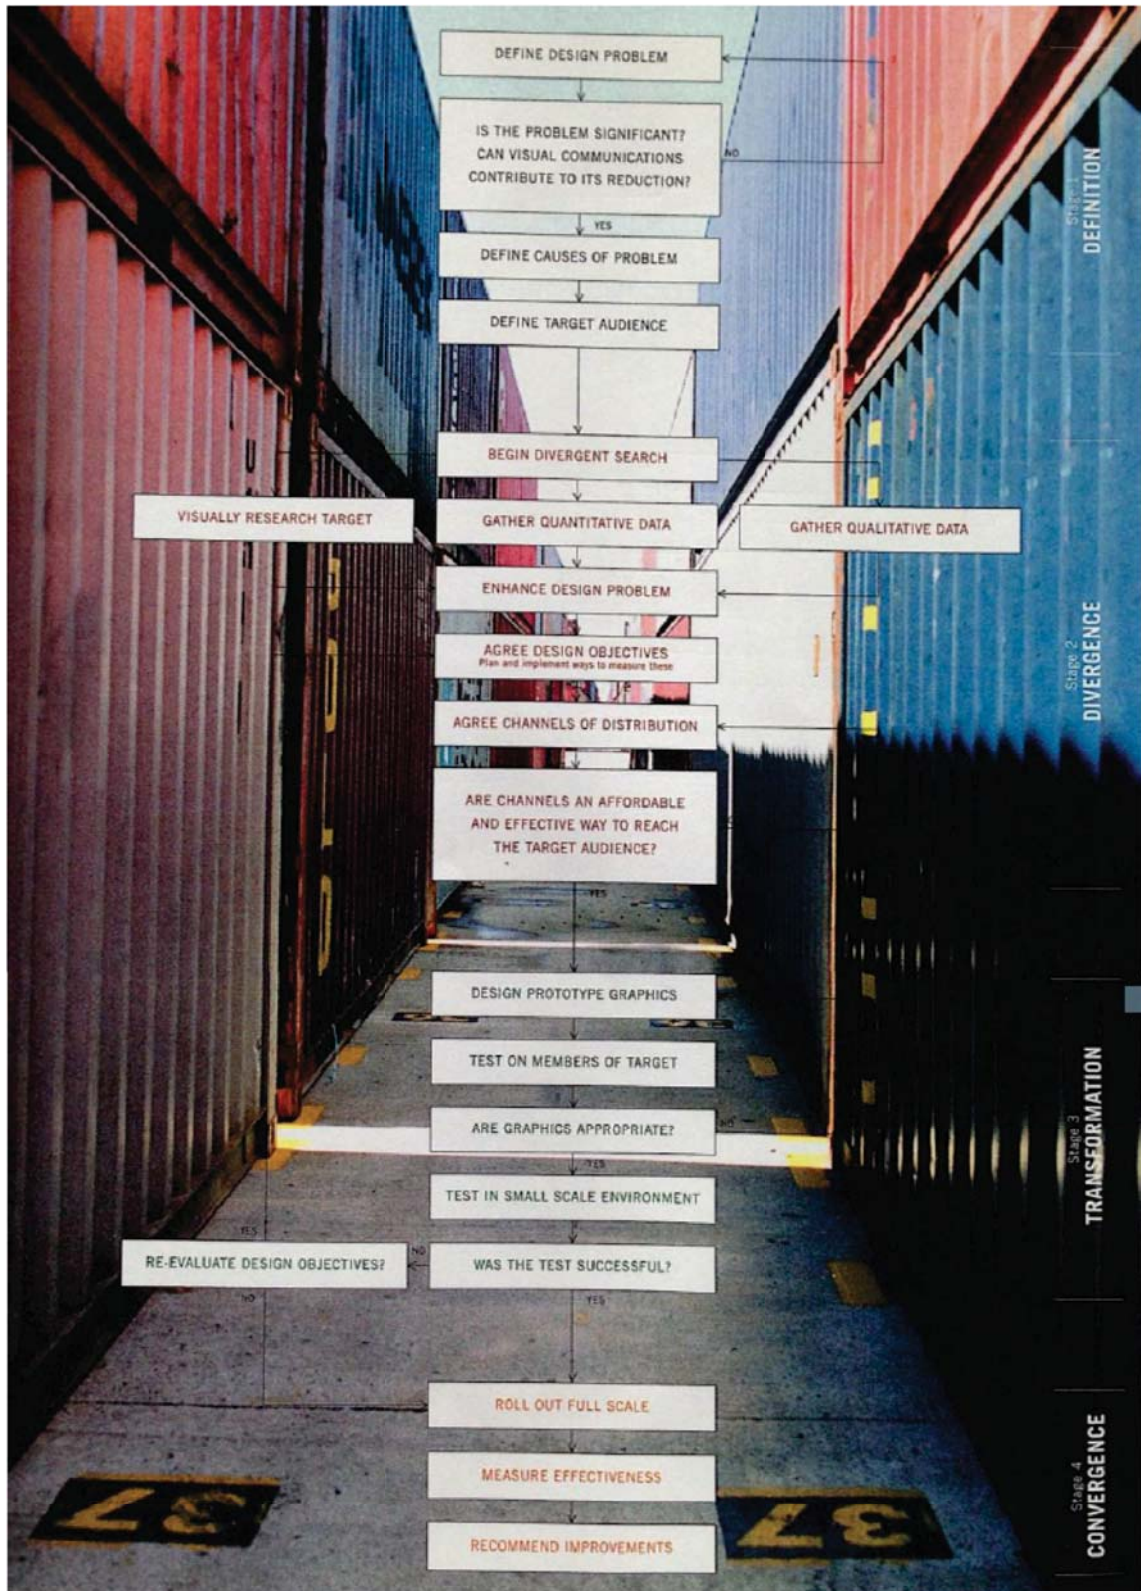 DEFINE DESIGN PROBLEM
IS THE PROBLEM SIGNIFICANT?
CAN VISUAL COMMUNICATIONS
CONTRIBUTE TO ITS REDUCTION?
NO
YES
DEFINE CAUSES OF PROBLEM
DEFINE TARGET AUDIENCE
Stage 1
DEFINITION
BEGIN DIVERGENT SEARCH
VISUALLY RESEARCH TARGET
GATHER QUANTITATIVE DATA
GATHER QUALITATIVE DATA
ENHANCE DESIGN PROBLEM
AGREE DESIGN OBJECTIVES
Plan and implement ways to measure these
AGREE CHANNELS OF DISTRIBUTION
ARE CHANNELS AN AFFORDABLE
AND EFFECTIVE WAY TO REACH
THE TARGET AUDIENCE?
YES
Stage 2
DIVERGENCE
DESIGN PROTOTYPE GRAPHICS
TEST ON MEMBERS OF TARGET
ARE GRAPHICS APPROPRIATE?
NO
YES
TEST IN SMALL SCALE ENVIRONMENT
YES
RE-EVALUATE DESIGN OBJECTIVES?
NO
WAS THE TEST SUCCESSFUL?
NO
YES
Stage 3
TRANSFORMATION
ROLL OUT FULL SCALE
MEASURE EFFECTIVENESS
RECOMMEND IMPROVEMENTS
Stage 4
CONVERGENCE
37
37